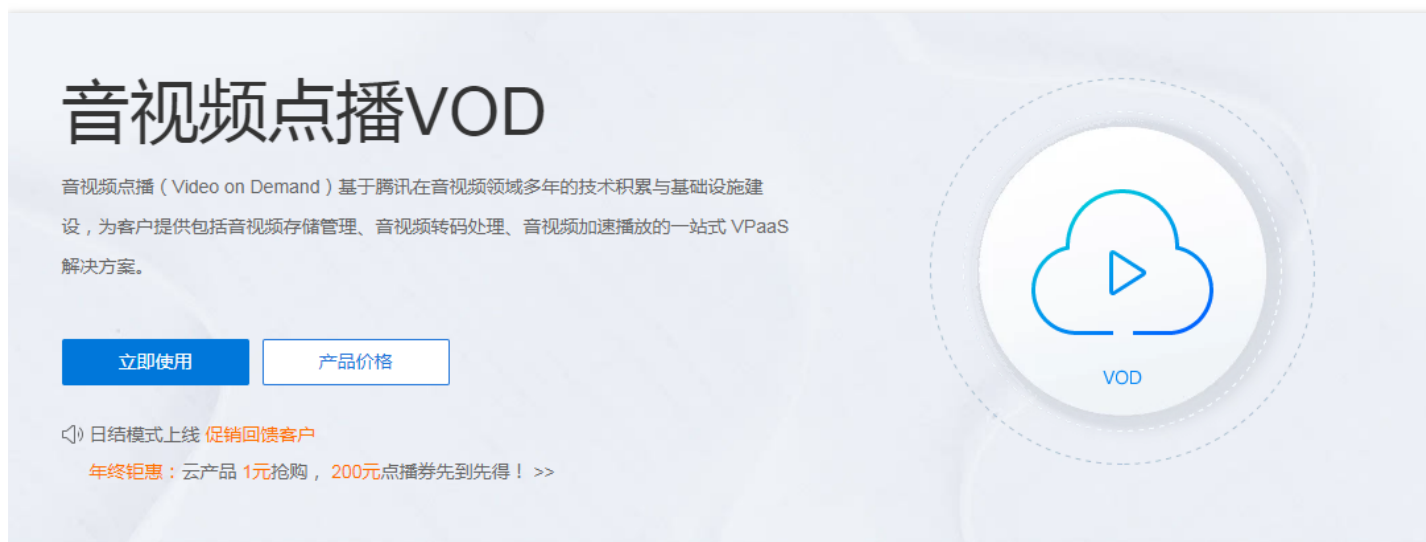 音视频点播VOD
音视频点播（Video on Demand）基于腾讯在音视频领域多年的技术积累与基础设施建
设，为客户提供包括音视频存储管理、音视频转码处理、音视频加速播放的一站式 VPaaS
解决方案。
立即使用
产品价格
VOD
日结模式上线 促销回馈客户
年终钜惠：云产品 1元抢购， 200元点播券先到先得！ >>